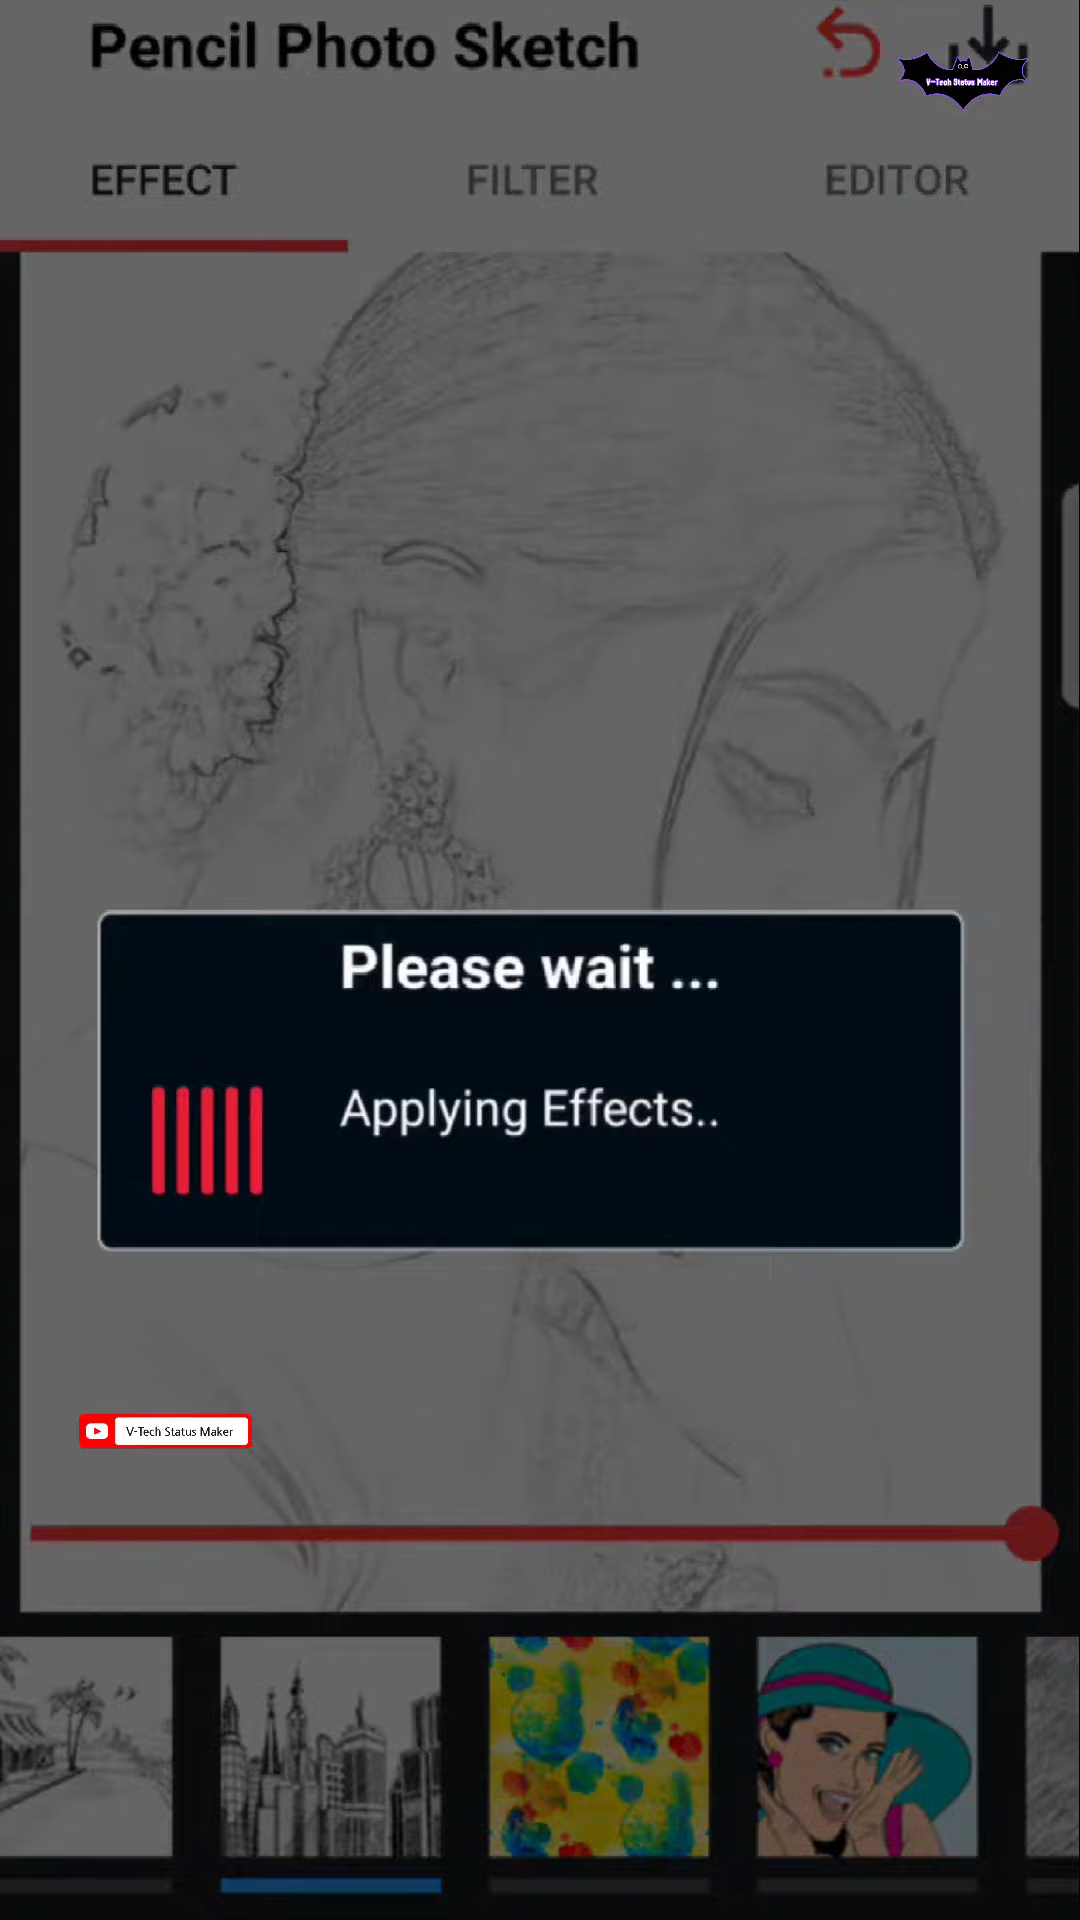 Pencil Photo Sketch
V-Tech Status Maker
EFFECT
FILTER
EDITOR
Please wait ...
Applying Effects..
V-Tech Status Maker